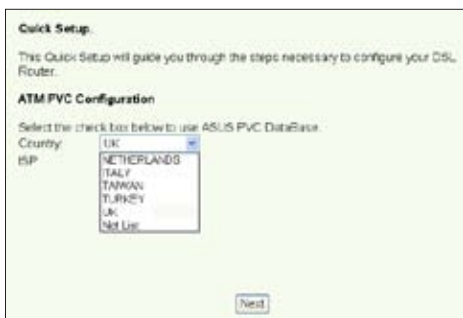 Quick Setup.
This Quick Setup will guide you through the steps necessary to configure your DSL
Router.
ATM PVC Configuration
Select the check box below to use ASUS PVC DataBase.
Country: UK
ISP
NETHERLANDS
ITALY
TAIWAN
TURKEY
UK
Not List
Next